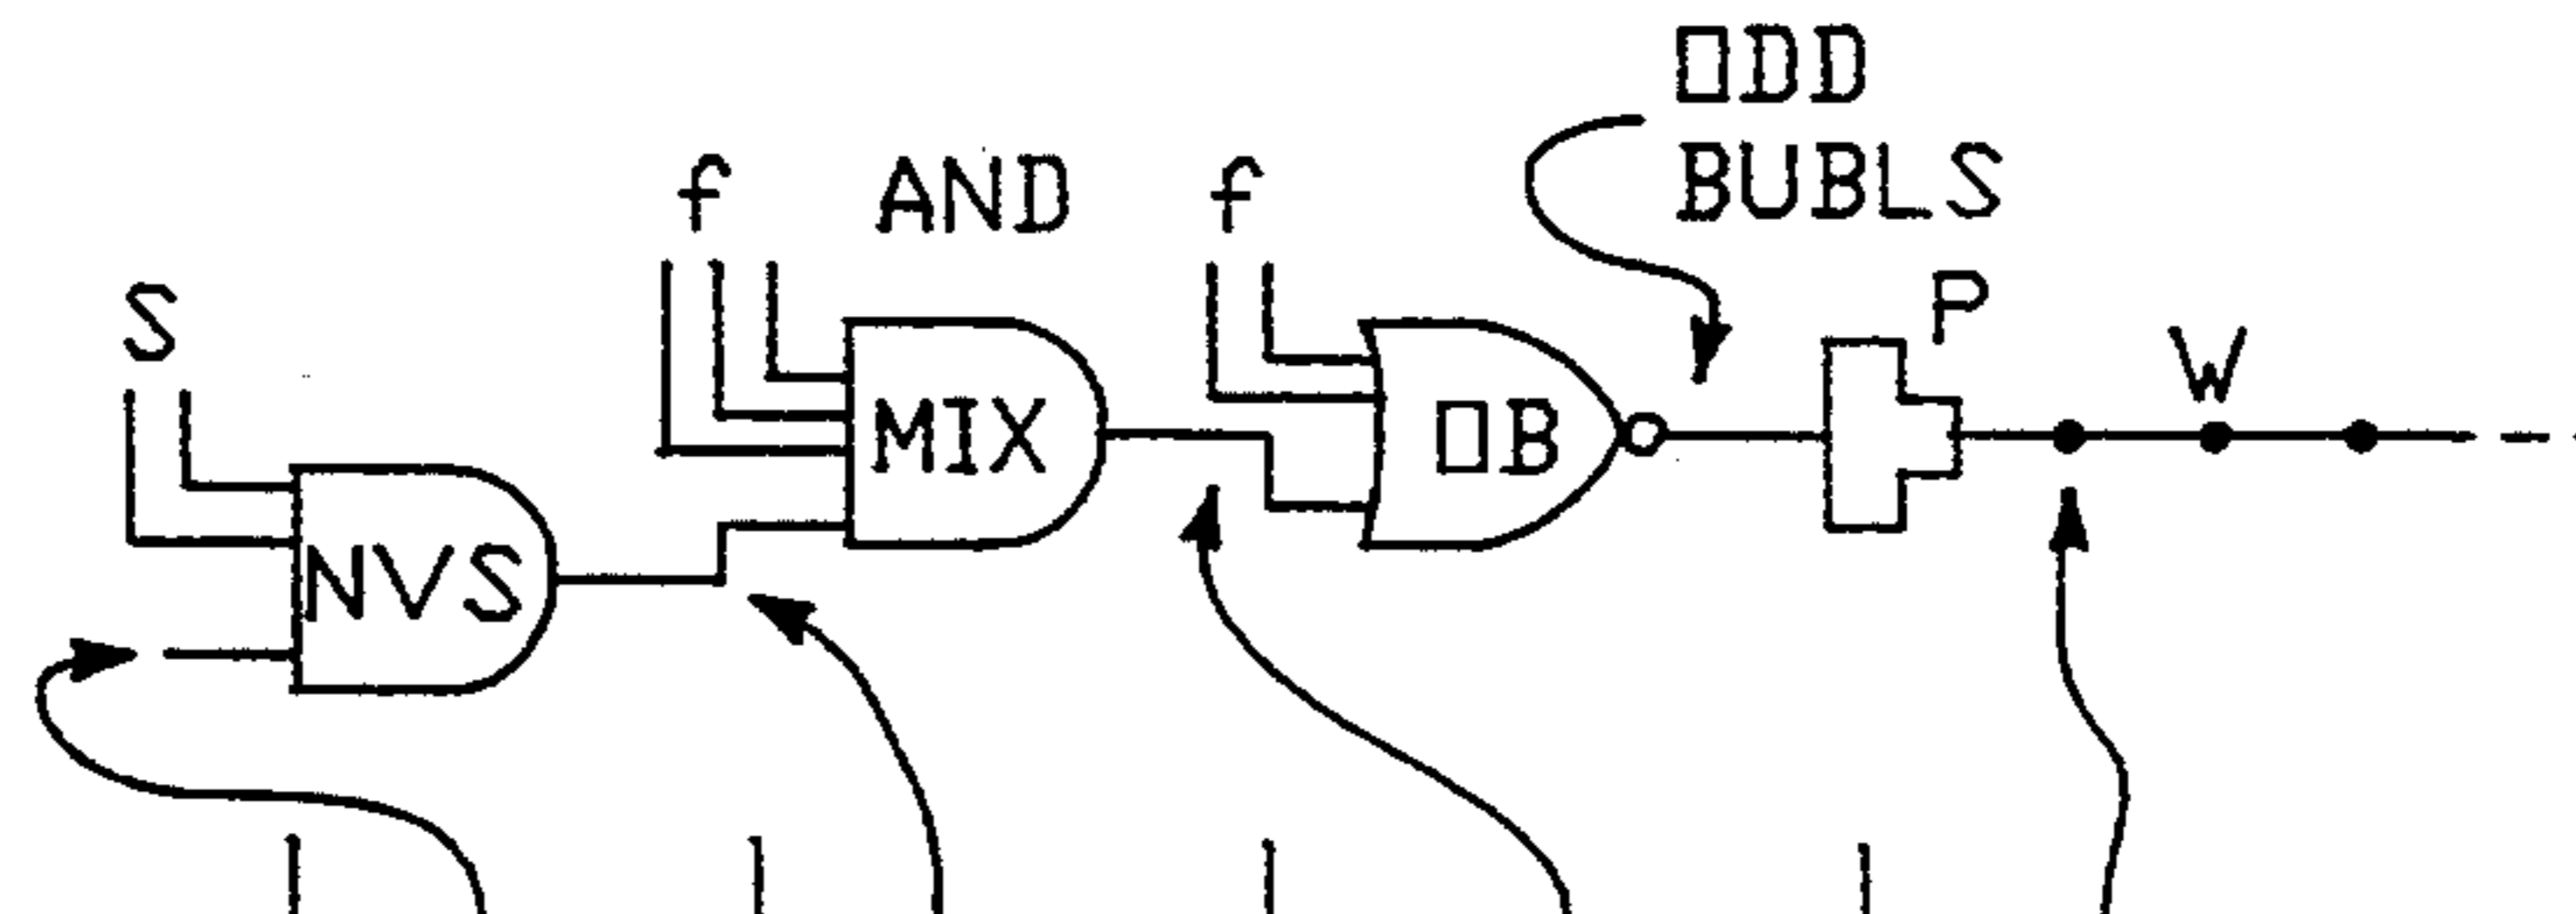 ODD
BUBLS
f AND f
S
P
W
MIX
OB
NVS